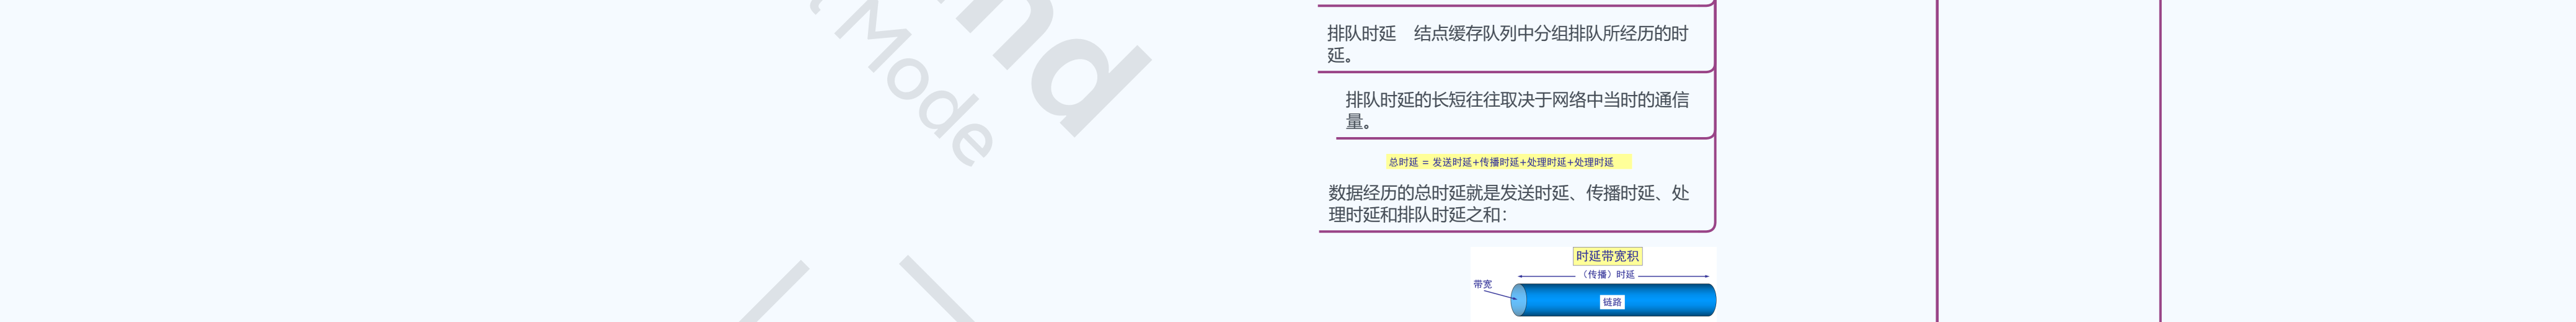 nd
Mode
排队时延 结点缓存队列中分组排队所经历的时
延。
排队时延的长短往往取决于网络中当时的通信
量。
总时延 = 发送时延+传播时延+处理时延+处理时延
数据经历的总时延就是发送时延、传播时延、处
理时延和排队时延之和：
时延带宽积
（传播）时延
带宽
链路